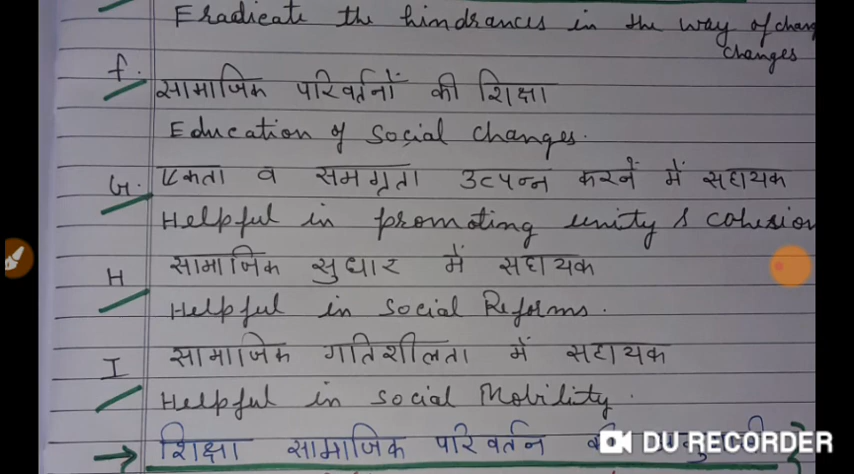 Eradicate the hindrances in the way of chang
changes
f. सामाजिक परिवर्तनों की शिक्षा
Education of Social Changes.
G. एकता व समग्रता उत्पन्न करनें में सहायक
Helpful in promoting unity & cohesion
H सामाजिक सुधार में सहायक
Helpful in Social Reforms.
I सामाजिक गतिशीलता में सहायक
Helpful in Social Mobility.
शिक्षा सामाजिक परिवर्तन
DU RECORDER